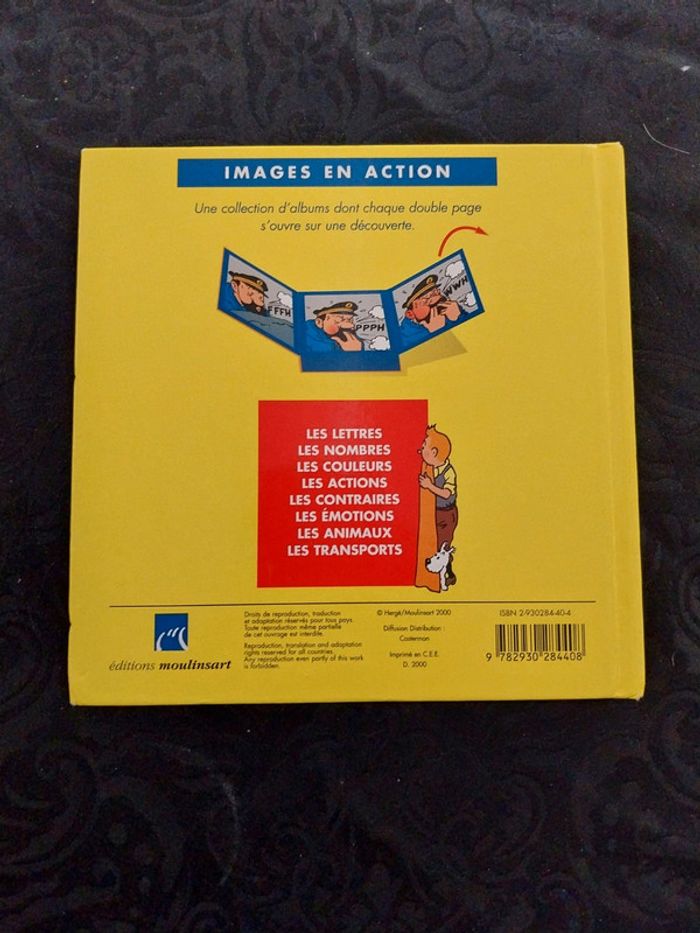 IMAGES EN ACTION
Une collection d'albums dont chaque double page
s'ouvre sur une découverte.
FFFH
PPPH
WWH
LES LETTRES
LES NOMBRES
LES COULEURS
LES ACTIONS
LES CONTRAIRES
LES ÉMOTIONS
LES ANIMAUX
LES TRANSPORTS
éditions moulinsart
Droits de reproduction, traduction
et adaptation réservés pour tous pays.
Toute reproduction même partielle
de cet ouvrage est interdite.
Reproduction, translation and adaptation
rights reserved for all countries.
Any reproduction even partly of this work
is forbidden.
© Hergé/Moulinsart 2000
Diffusion Distribution :
Casterman
Imprimé en C.E.E.
D. 2000
ISBN 2-930284-40-4
9 782930 284408